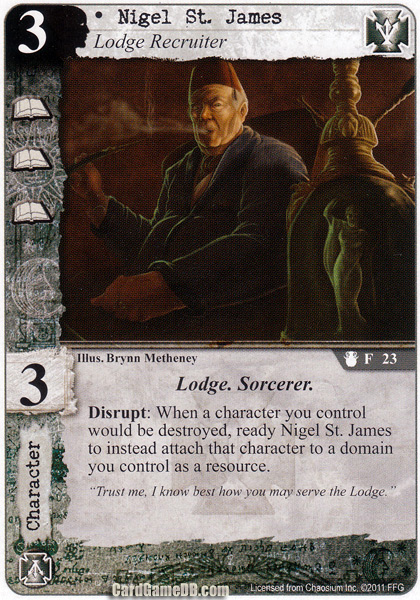 3
• Nigel St. James
Lodge Recruiter
Illus. Brynn Metheney
F 23
3
Lodge. Sorcerer.
Disrupt: When a character you control
would be destroyed, ready Nigel St. James
to instead attach that character to a domain
you control as a resource.
“Trust me, I know best how you may serve the Lodge.”
Character
CardGameDB.com
Licensed from Chaosium Inc. ©2011 FFG